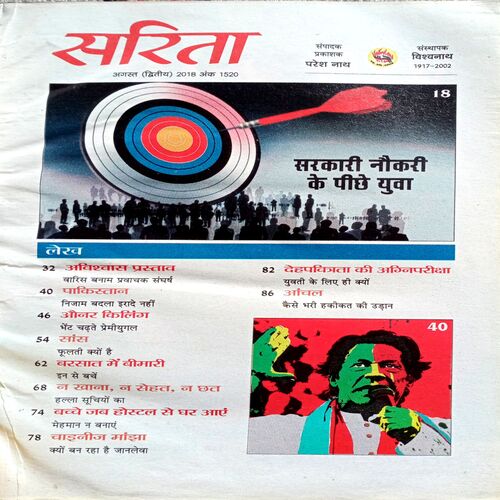 सरिता
अगस्त (द्वितीय) 2018 अंक 1520
संपादक
प्रकाशक
परेश नाथ
संस्थापक
विश्वनाथ
1917-2002
18
सरकारी नौकरी
के पीछे युवा
लेख
32 अविश्वास प्रस्ताव
वारिस बनाम प्रवाचक संघर्ष
40 पाकिस्तान
निजाम बदला इरादे नहीं
46 औनर किलिंग
भेंट चढ़ते प्रेमीयुगल
54 सांस
फूलती क्यों है
62 बरसात में बीमारी
इन से बचें
68 न खाना, न सेहत, न छत
हल्ला सूचियों का
74 बच्चे जब होस्टल से घर आएं
मेहमान न बनाएं
78 चाइनीज मांझा
क्यों बन रहा है जानलेवा
82 देहपवित्रता की अग्निपरीक्षा
युवती के लिए ही क्यों
86 आंचल
कैसे भरी हकीकत की उड़ान
40